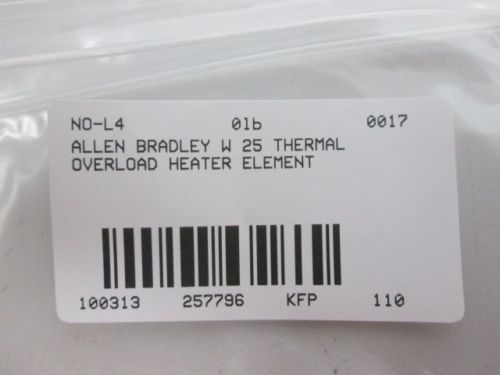 NO-L4 01b 0017
ALLEN BRADLEY W 25 THERMAL
OVERLOAD HEATER ELEMENT
100313 257796 KFP 110